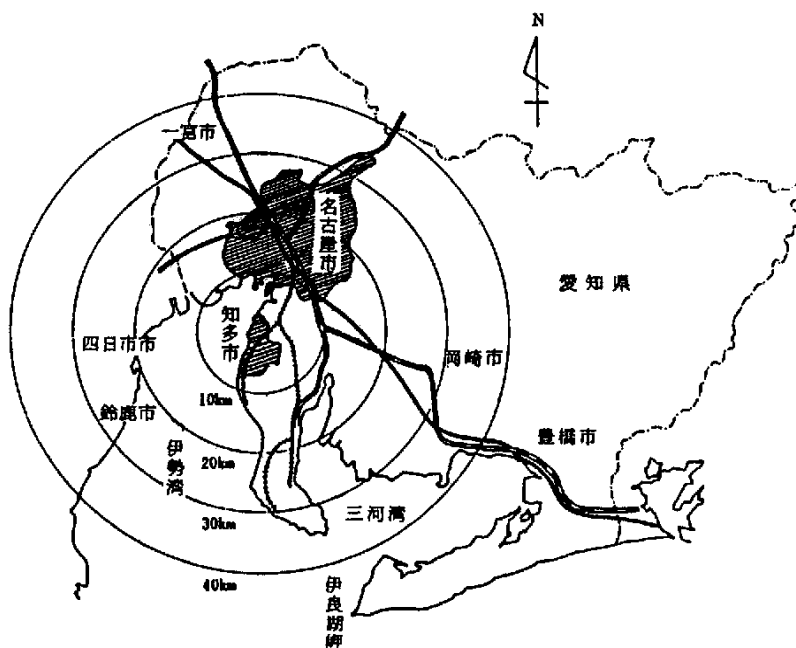 N
一宮市
名古屋市
愛知県
知多市
四日市市
岡崎市
10km
鈴鹿市
豊橋市
伊勢湾
20km
三河湾
30km
40km
伊良湖岬